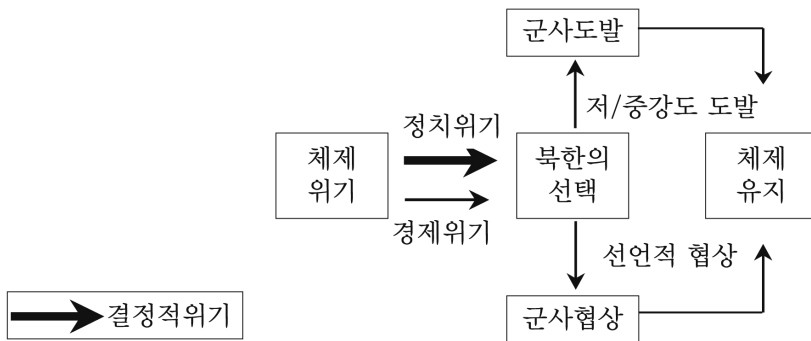 군사도발
저/중강도 도발
정치위기
체제
위기
북한의
선택
체제
유지
경제위기
선언적 협상
군사협상
결정적위기